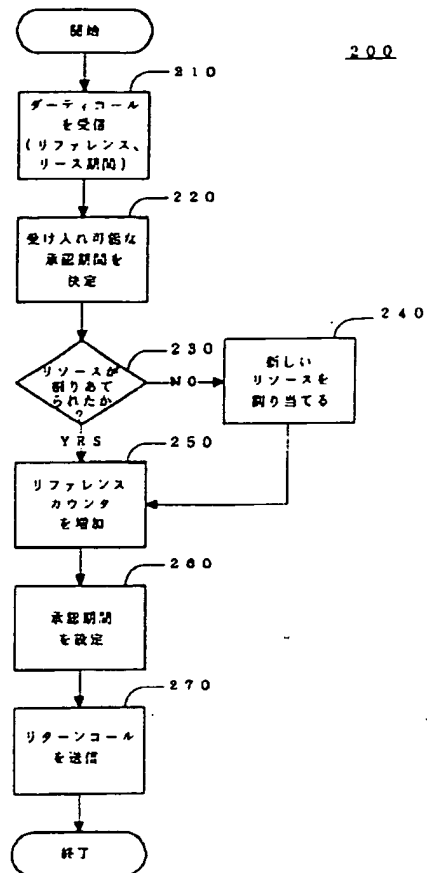 開始
200
210
ダーティコール
を受信
(リファレンス、
リース期間)
220
受け入れ可能な
承認期間を
決定
230
リソースが
割りあて
られたか
?
NO
240
新しい
リソースを
割り当てる
YRS
250
リファレンス
カウンタ
を増加
260
承認期間
を設定
270
リターンコール
を送信
終了